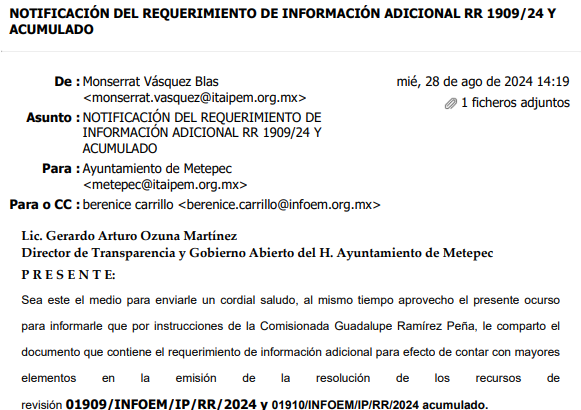 NOTIFICACIÓN DEL REQUERIMIENTO DE INFORMACIÓN ADICIONAL RR 1909/24 Y
ACUMULADO
De : Monserrat Vásquez Blas mié, 28 de ago de 2024 14:19
<monserrat.vasquez@itaipem.org.mx> 1 ficheros adjuntos
Asunto : NOTIFICACIÓN DEL REQUERIMIENTO DE
INFORMACIÓN ADICIONAL RR 1909/24 Y
ACUMULADO
Para : Ayuntamiento de Metepec
<metepec@itaipem.org.mx>
Para o CC : berenice carrillo <berenice.carrillo@infoem.org.mx>
Lic. Gerardo Arturo Ozuna Martínez
Director de Transparencia y Gobierno Abierto del H. Ayuntamiento de Metepec
P R E S E N T E:
Sea este el medio para enviarle un cordial saludo, al mismo tiempo aprovecho el presente ocurso
para informarle que por instrucciones de la Comisionada Guadalupe Ramírez Peña, le comparto el
documento que contiene el requerimiento de información adicional para efecto de contar con mayores
elementos en la emisión de la resolución de los recursos de
revisión 01909/INFOEM/IP/RR/2024 y 01910/INFOEM/IP/RR/2024 acumulado.